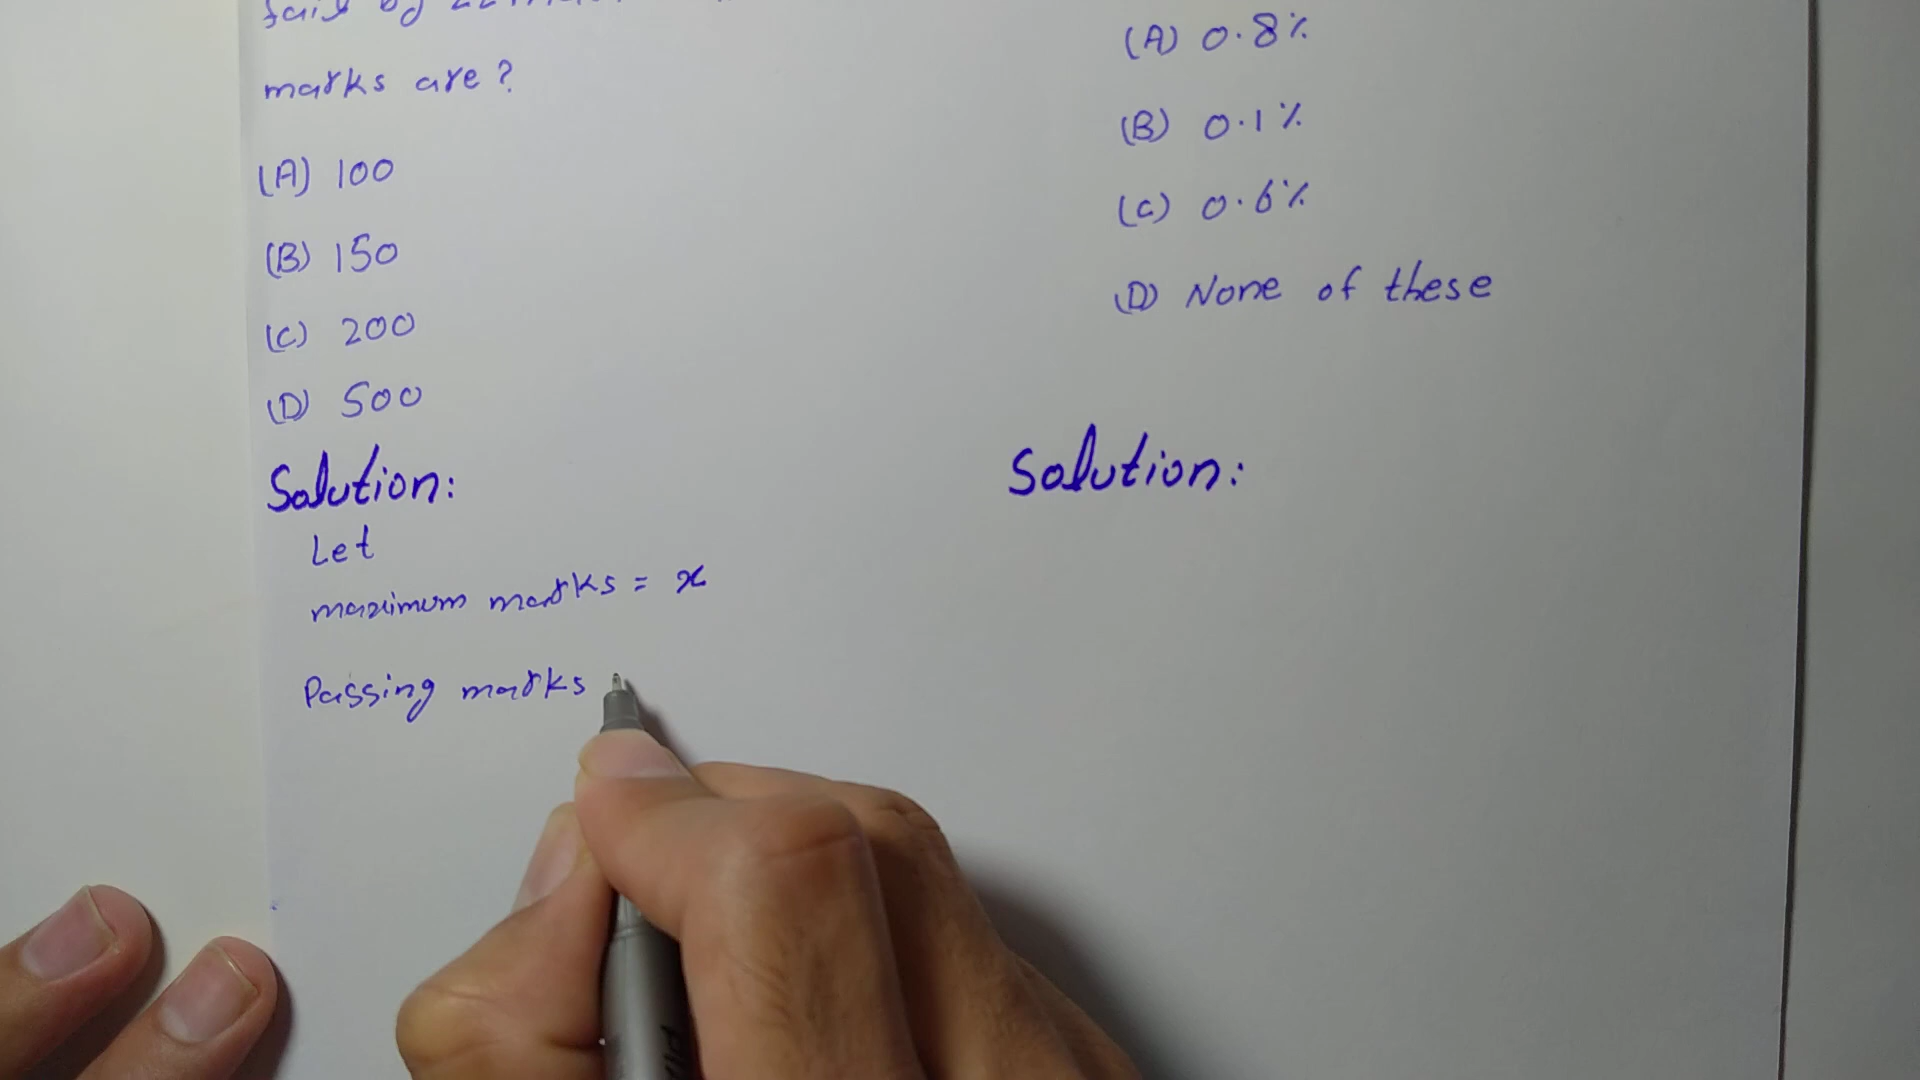 marks are?
(A) 100
(B) 150
(C) 200
(D) 500
Solution:
Let
maximum marks = x
Passing marks
(A) 0.8%
(B) 0.1%
(C) 0.6%
(D) None of these
Solution: